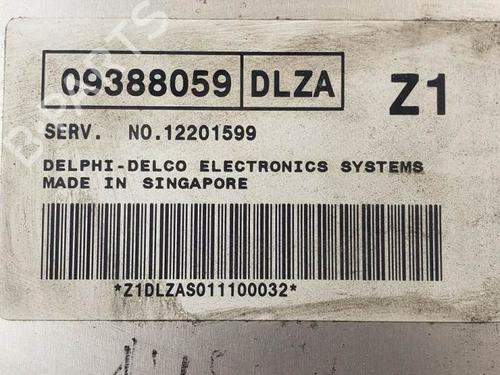 09388059 DLZA Z1
SERV. NO.12201599
DELPHI-DELCO ELECTRONICS SYSTEMS
MADE IN SINGAPORE
*Z1DLZAS011100032*